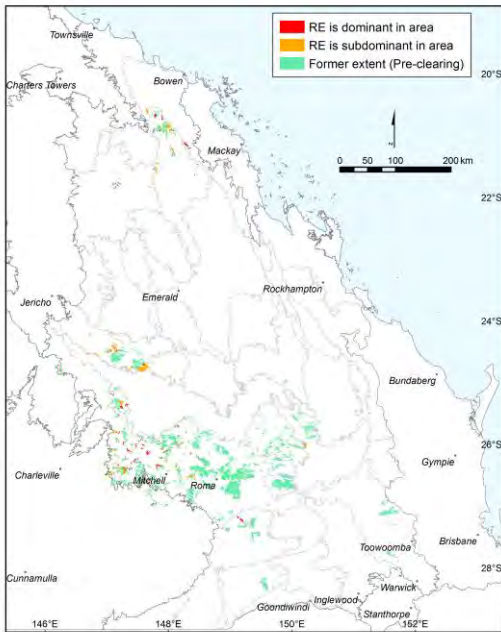 RE is dominant in area
RE is subdominant in area
Former extent (Pre-clearing)
Townsville
Bowen
20°S
Charters Towers
Mackay
z
0 50 100 200 km
22°S
Emerald
Rockhampton
Jericho
24°S
Bundaberg
26°S
Gympie
Charleville
Mitchell
Roma
Brisbane
Toowoomba
28°S
Cunnamulla
Warwick
Inglewood
Goondiwindi
Stanthorpe
146°E
148°E
150°E
152°E